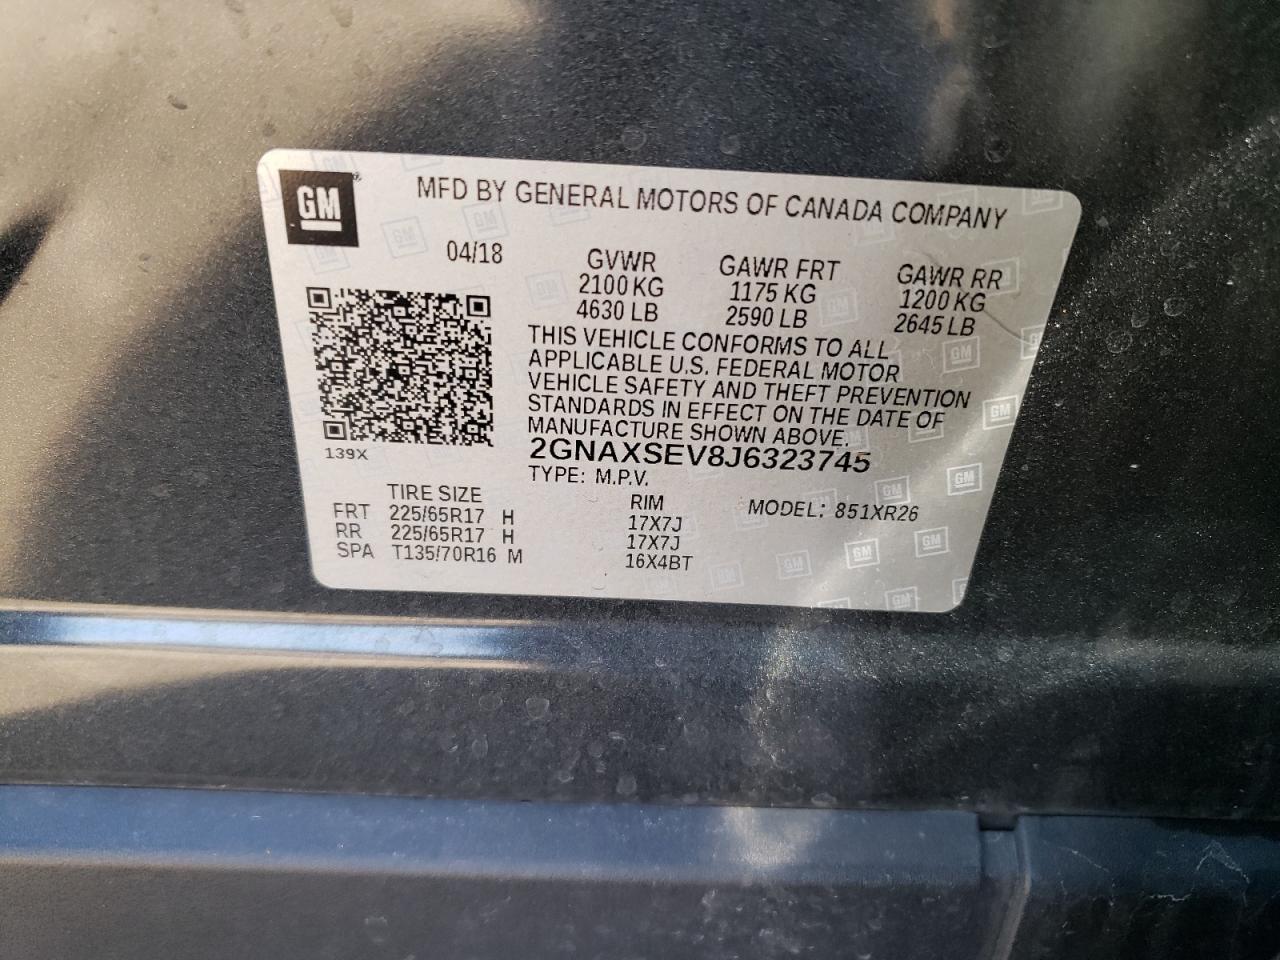 GM
MFD BY GENERAL MOTORS OF CANADA COMPANY
04/18
GVWR GAWR FRT GAWR RR
2100 KG 1175 KG 1200 KG
4630 LB 2590 LB 2645 LB
THIS VEHICLE CONFORMS TO ALL
APPLICABLE U.S. FEDERAL MOTOR
VEHICLE SAFETY AND THEFT PREVENTION
STANDARDS IN EFFECT ON THE DATE OF
MANUFACTURE SHOWN ABOVE.
139X
2GNAXSEV8J6323745
TYPE: M.P.V.
TIRE SIZE RIM MODEL: 851XR26
FRT 225/65R17 H 17X7J
RR 225/65R17 H 17X7J
SPA T135/70R16 M 16X4BT